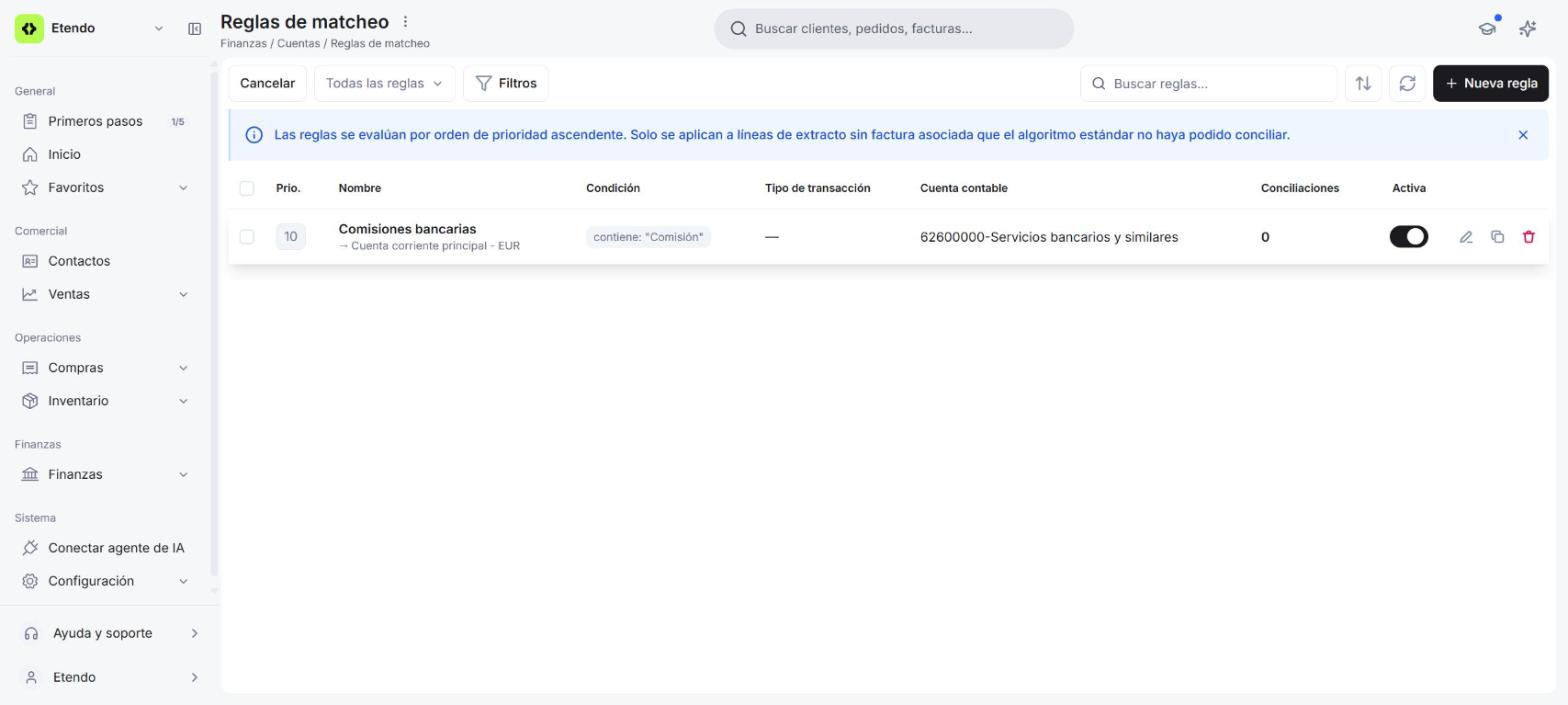 Etendo
Reglas de matcheo
Finanzas / Cuentas / Reglas de matcheo
Buscar clientes, pedidos, facturas...
General
Primeros pasos 1/5
Inicio
Favoritos
Comercial
Contactos
Ventas
Operaciones
Compras
Inventario
Finanzas
Finanzas
Sistema
Conectar agente de IA
Configuración
Ayuda y soporte
Etendo
Cancelar Todas las reglas Filtros Buscar reglas... + Nueva regla
Las reglas se evalúan por orden de prioridad ascendente. Solo se aplican a líneas de extracto sin factura asociada que el algoritmo estándar no haya podido conciliar.
Prio. Nombre Condición Tipo de transacción Cuenta contable Conciliaciones Activa
10 Comisiones bancarias contiene: "Comisión" — 62600000-Servicios bancarios y similares 0
→ Cuenta corriente principal - EUR